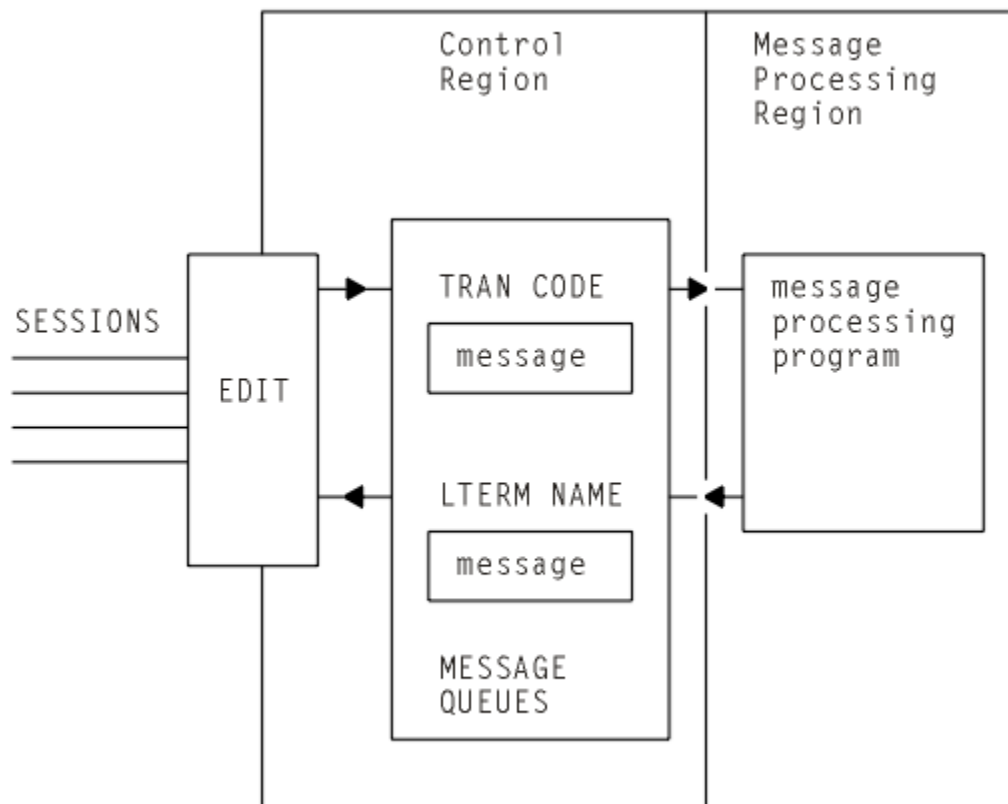 Control
Region
Message
Processing
Region
SESSIONS
EDIT
TRAN CODE
message
LTERM NAME
message
MESSAGE
QUEUES
message
processing
program